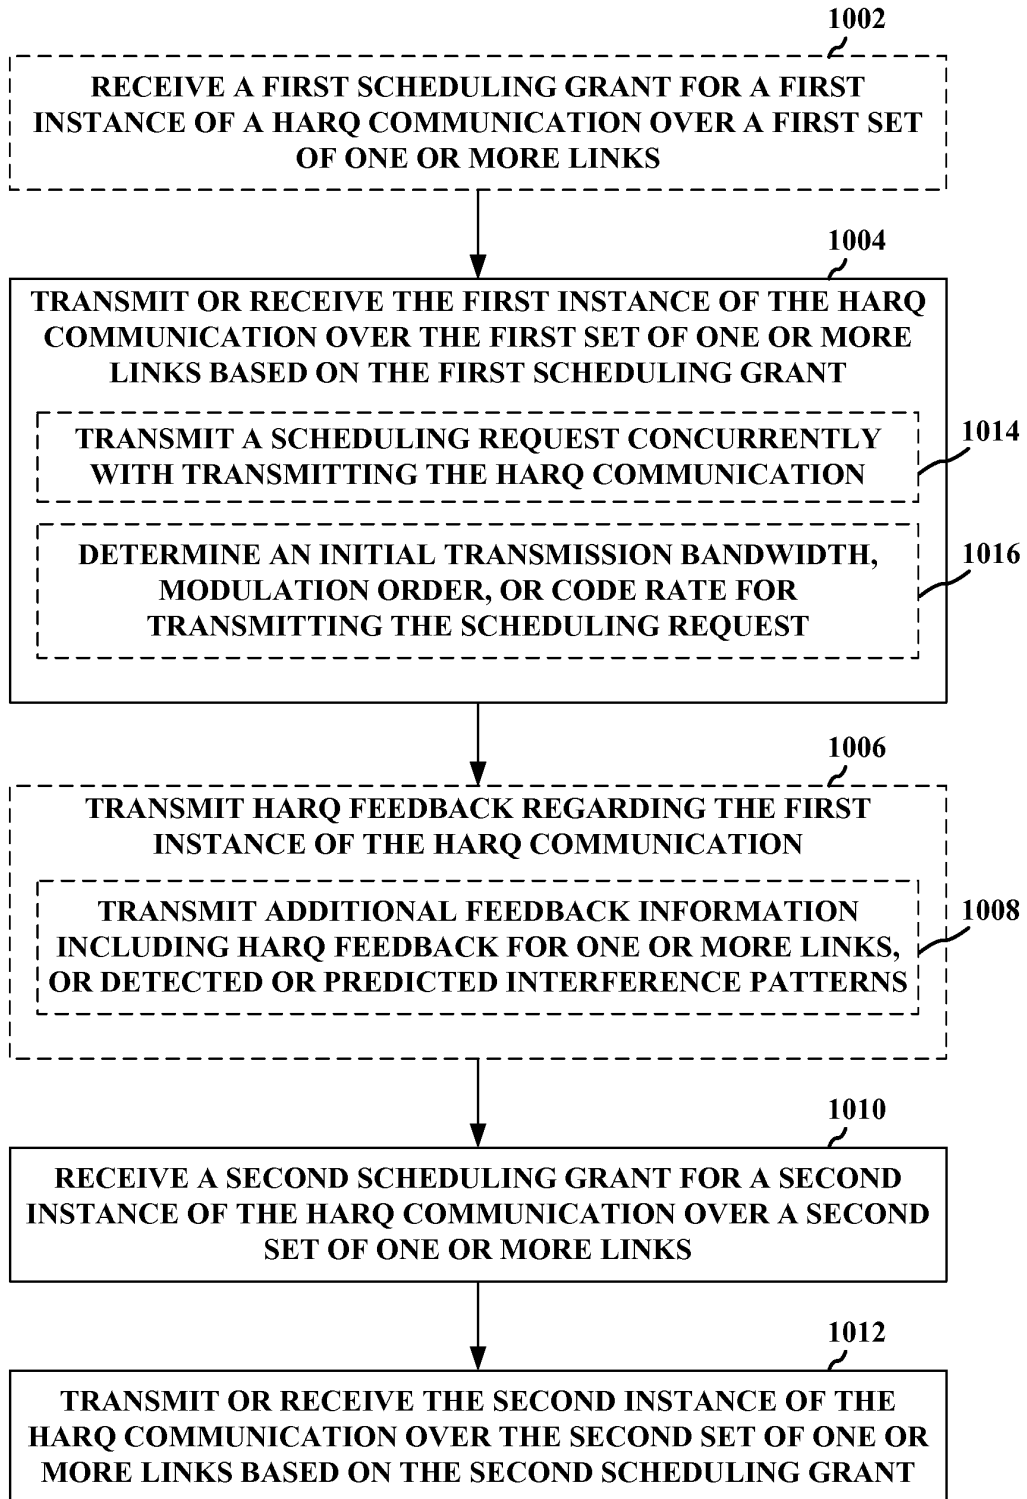 1002
RECEIVE A FIRST SCHEDULING GRANT FOR A FIRST
INSTANCE OF A HARQ COMMUNICATION OVER A FIRST SET
OF ONE OR MORE LINKS
1004
TRANSMIT OR RECEIVE THE FIRST INSTANCE OF THE HARQ
COMMUNICATION OVER THE FIRST SET OF ONE OR MORE
LINKS BASED ON THE FIRST SCHEDULING GRANT
TRANSMIT A SCHEDULING REQUEST CONCURRENTLY
WITH TRANSMITTING THE HARQ COMMUNICATION
1014
DETERMINE AN INITIAL TRANSMISSION BANDWIDTH,
MODULATION ORDER, OR CODE RATE FOR
TRANSMITTING THE SCHEDULING REQUEST
1016
1006
TRANSMIT HARQ FEEDBACK REGARDING THE FIRST
INSTANCE OF THE HARQ COMMUNICATION
TRANSMIT ADDITIONAL FEEDBACK INFORMATION
INCLUDING HARQ FEEDBACK FOR ONE OR MORE LINKS,
OR DETECTED OR PREDICTED INTERFERENCE PATTERNS
1008
1010
RECEIVE A SECOND SCHEDULING GRANT FOR A SECOND
INSTANCE OF THE HARQ COMMUNICATION OVER A SECOND
SET OF ONE OR MORE LINKS
1012
TRANSMIT OR RECEIVE THE SECOND INSTANCE OF THE
HARQ COMMUNICATION OVER THE SECOND SET OF ONE OR
MORE LINKS BASED ON THE SECOND SCHEDULING GRANT